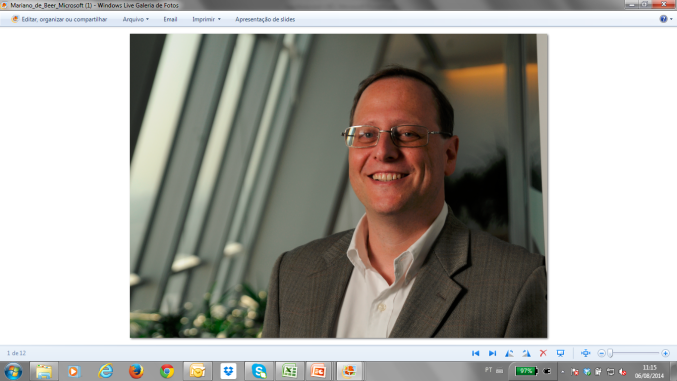 Mariano_de_Beer_Microsoft (1) - Windows Live Galeria de Fotos
Editar, organizar ou compartilhar Arquivo Email Imprimir Apresentação de slides
1 de 12
PT 97% 11:15
06/08/2014